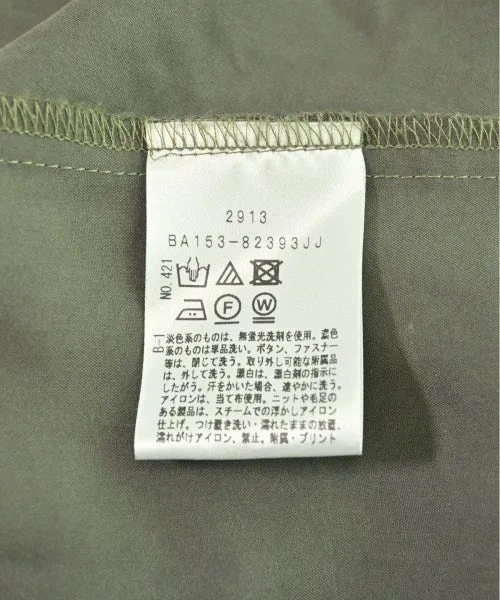 2913
BA153-82393JJ
NO.421
F
W
B-1
淡色系のものは、無蛍光洗剤を使用。濃色
系のものは単品洗い。ボタン、ファスナー
等は、閉じて洗う。取り外し可能な附属品
は、外して洗う。漂白は、漂白剤の指示に
したがう。汗をかいた場合、速やかに洗う。
アイロンは、当て布使用。ニットや毛足の
ある製品は、スチームでの浮かしアイロン
仕上げ。つけ置き洗い・濡れたままの放置、
濡れがけアイロン、禁止。附属・プリント